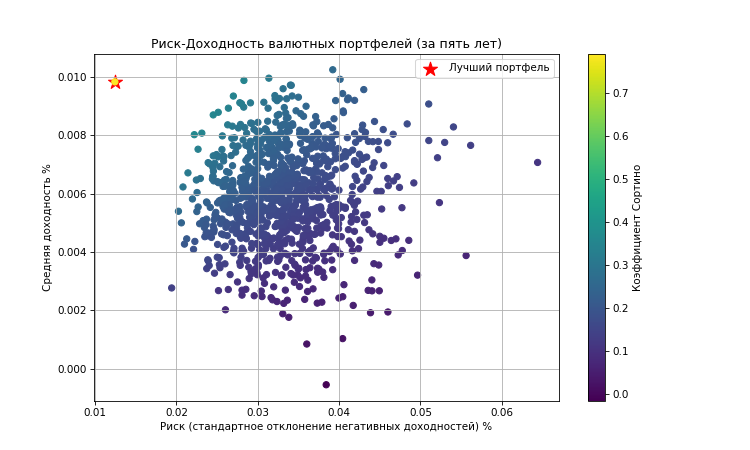 Риск-Доходность валютных портфелей (за пять лет)
Лучший портфель
Средняя доходность %
0.010
0.008
0.006
0.004
0.002
0.000
0.01 0.02 0.03 0.04 0.05 0.06
Риск (стандартное отклонение негативных доходностей) %
0.7
0.6
0.5
0.4
0.3
0.2
0.1
0.0
Коэффициент Сортино